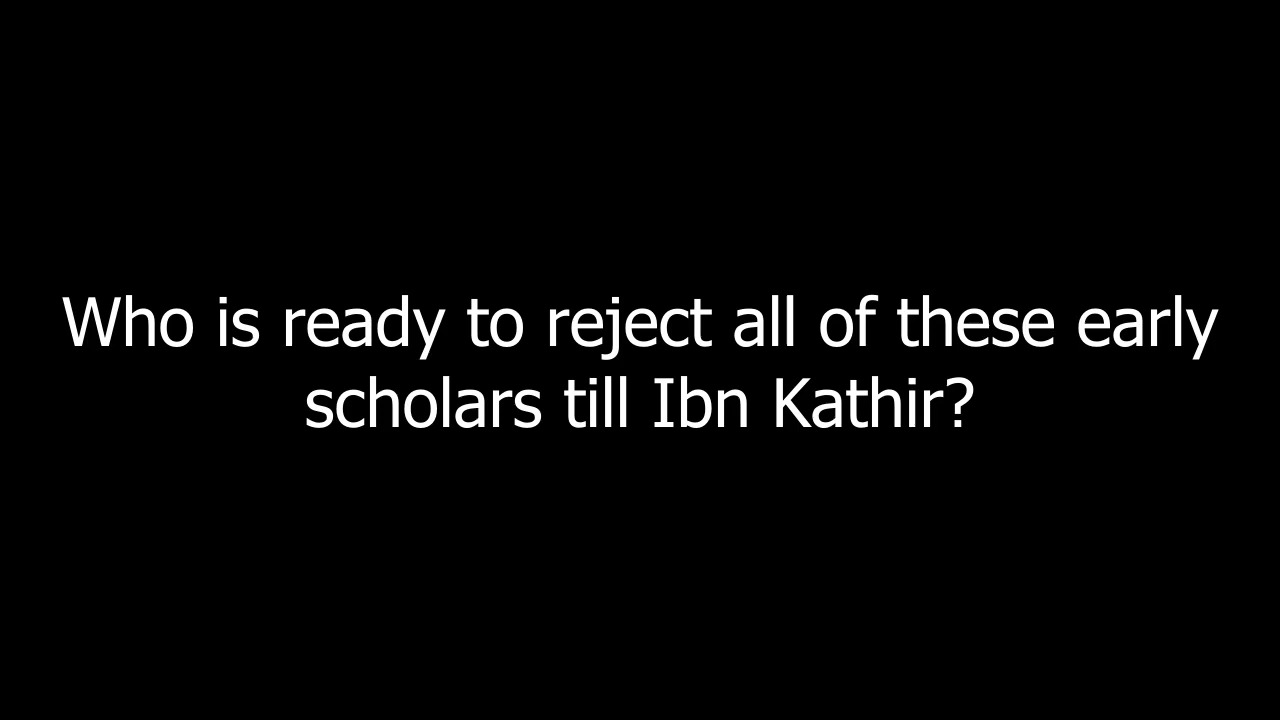 Who is ready to reject all of these early
scholars till Ibn Kathir?